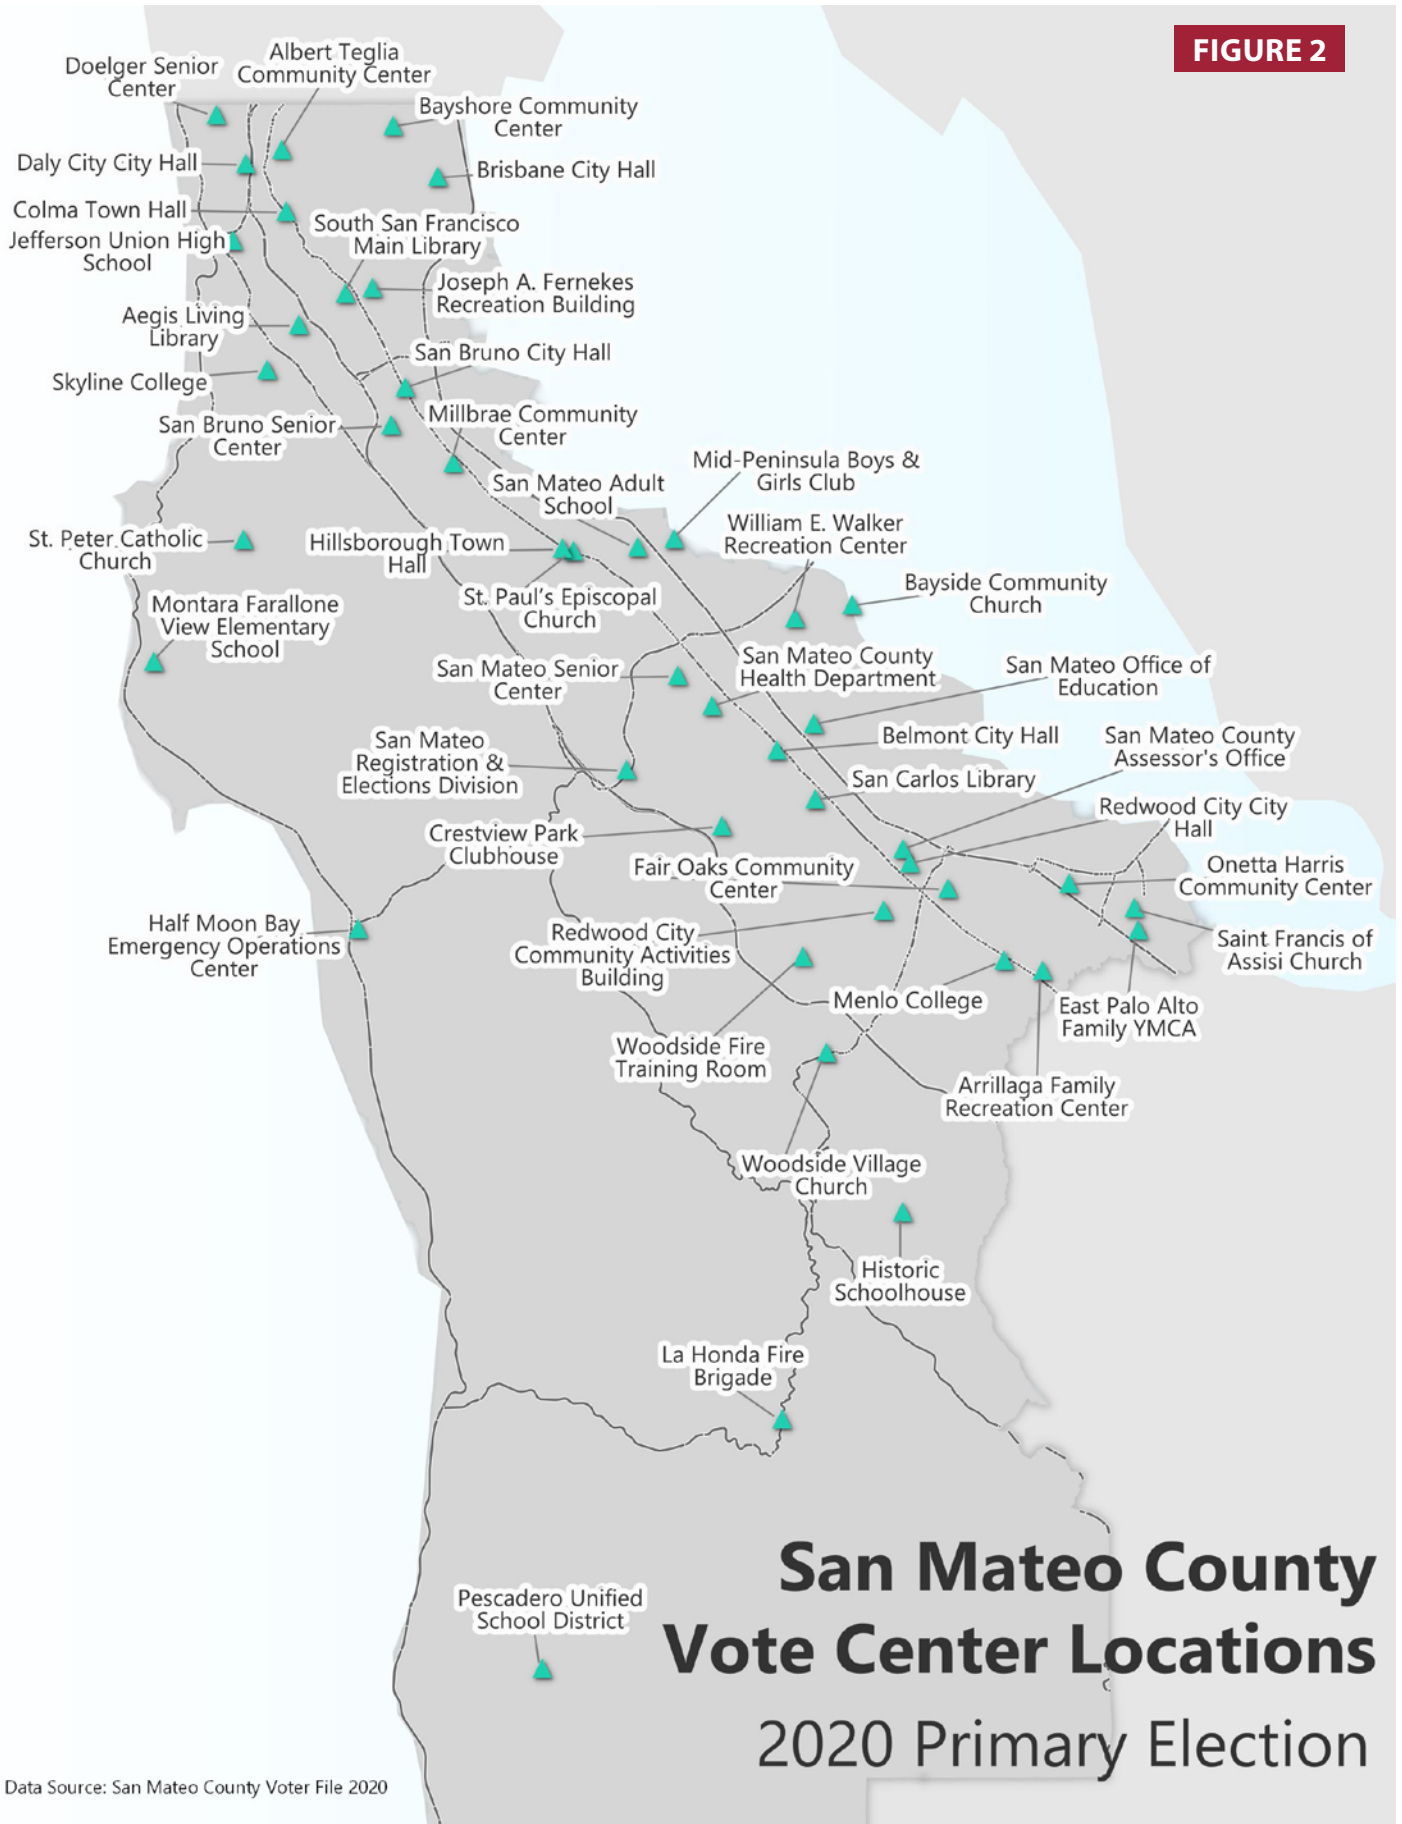 FIGURE 2
Albert Teglia
Community Center
Doelger Senior
Center
Bayshore Community
Center
Daly City City Hall
Brisbane City Hall
Colma Town Hall
South San Francisco
Main Library
Jefferson Union High
School
Joseph A. Fernekes
Recreation Building
Aegis Living
Library
San Bruno City Hall
Skyline College
San Bruno Senior
Center
Millbrae Community
Center
Mid-Peninsula Boys &
Girls Club
San Mateo Adult
School
William E. Walker
Recreation Center
St. Peter Catholic
Church
Hillsborough Town
Hall
Bayside Community
Church
St. Paul's Episcopal
Church
Montara Farallone
View Elementary
School
San Mateo County
Health Department
San Mateo Senior
Center
San Mateo Office of
Education
Belmont City Hall
San Mateo County
Assessor's Office
San Mateo
Registration &
Elections Division
San Carlos Library
Redwood City City
Hall
Crestview Park
Clubhouse
Fair Oaks Community
Center
Onetta Harris
Community Center
Half Moon Bay
Emergency Operations
Center
Redwood City
Community Activities
Building
Saint Francis of
Assisi Church
Menlo College
East Palo Alto
Family YMCA
Woodside Fire
Training Room
Arrillaga Family
Recreation Center
Woodside Village
Church
Historic
Schoolhouse
La Honda Fire
Brigade
Pescadero Unified
School District
San Mateo County
Vote Center Locations
2020 Primary Election
Data Source: San Mateo County Voter File 2020